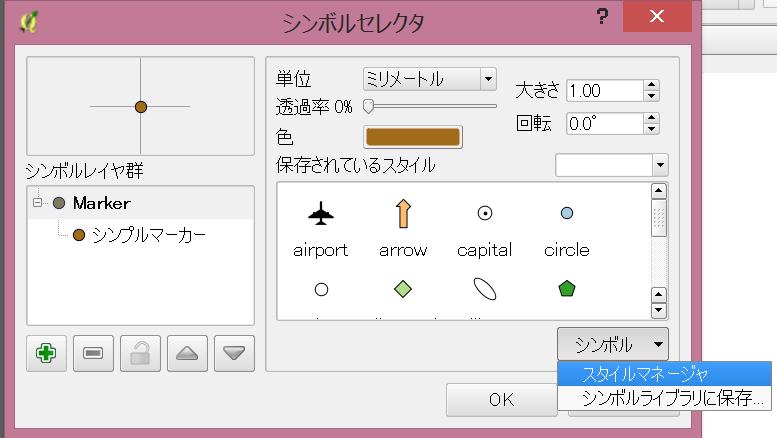 シンボルセレクタ
?
単位 ミリメートル
大きさ 1.00
透過率 0%
回転 0.0°
色
シンボルレイヤ群
保存されているスタイル
Marker
シンプルマーカー
airport arrow capital circle
シンボル
スタイルマネージャ
シンボルライブラリに保存...
OK